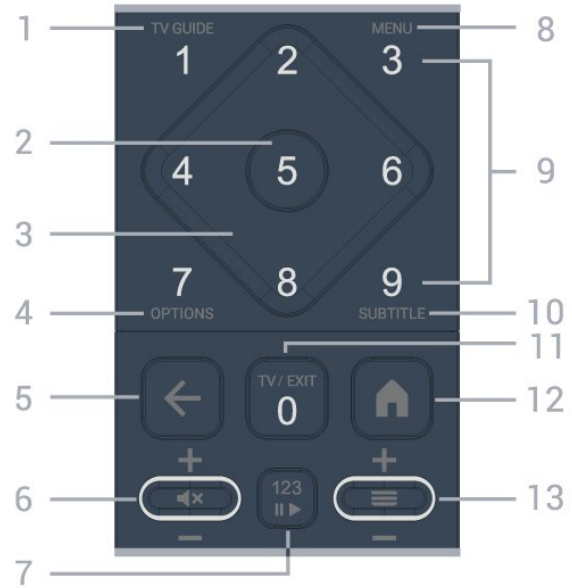 1 TV GUIDE MENU 8
1 2 3
2
4 5 6 9
3
7 8 9
4 OPTIONS SUBTITLE 10
11
TV / EXIT
5 0 12
+ +
6 123 13
- -
7